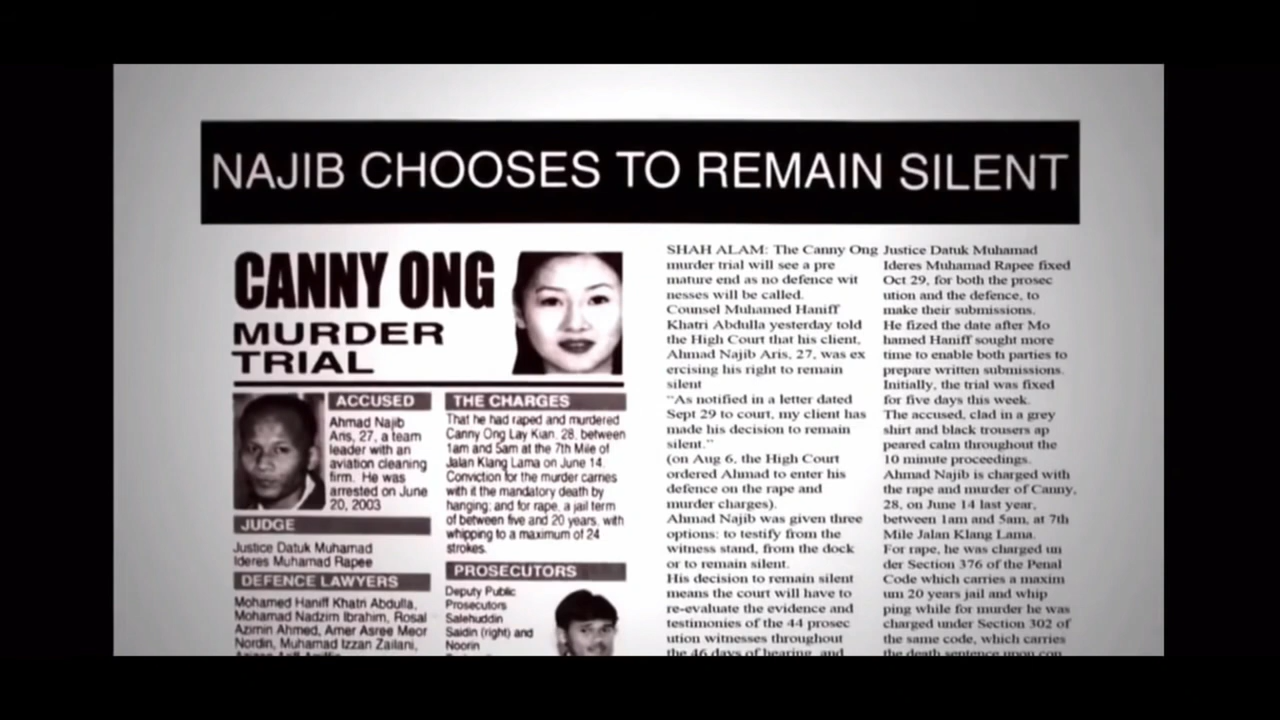 NAJIB CHOOSES TO REMAIN SILENT
CANNY ONG
MURDER
TRIAL
ACCUSED
Ahmad Najib
Aris, 27, a team
leader with an
aviation cleaning
firm. He was
arrested on June
20, 2003
JUDGE
Justice Datuk Muhamad
Ideres Muhamad Rapee
DEFENCE LAWYERS
Mohamed Haniff Khatri Abdulla,
Mohamad Nadzim Ibrahim, Rosal
Azimin Ahmed, Amer Asree Meor
Nordin, Muhamad Izzan Zailani,
THE CHARGES
That he had raped and murdered
Canny Ong Lay Kian, 28, between
1am and 5am at the 7th Mile of
Jalan Klang Lama on June 14.
Conviction for the murder carries
with it the mandatory death by
hanging; and for rape, a jail term
of between five and 20 years, with
whipping to a maximum of 24
strokes.
PROSECUTORS
Deputy Public
Prosecutors
Salehuddin
Saidin (right) and
Noorin
SHAH ALAM: The Canny Ong
murder trial will see a pre
mature end as no defence wit
nesses will be called.
Counsel Muhamed Haniff
Khatri Abdulla yesterday told
the High Court that his client,
Ahmad Najib Aris, 27, was ex
ercising his right to remain
silent
"As notified in a letter dated
Sept 29 to court, my client has
made his decision to remain
silent."
(on Aug 6, the High Court
ordered Ahmad to enter his
defence on the rape and
murder charges).
Ahmad Najib was given three
options: to testify from the
witness stand, from the dock
or to remain silent.
His decision to remain silent
means the court will have to
re-evaluate the evidence and
testimonies of the 44 prosec
ution witnesses throughout
the 46 days of hearing, and
Justice Datuk Muhamad
Ideres Muhamad Rapee fixed
Oct 29, for both the prosec
ution and the defence, to
make their submissions.
He fized the date after Mo
hamed Haniff sought more
time to enable both parties to
prepare written submissions.
Initially, the trial was fixed
for five days this week.
The accused, clad in a grey
shirt and black trousers ap
peared calm throughout the
10 minute proceedings.
Ahmad Najib is charged with
the rape and murder of Canny,
28, on June 14 last year,
between 1am and 5am, at 7th
Mile Jalan Klang Lama.
For rape, he was charged un
der Section 376 of the Penal
Code which carries a maxim
um 20 years jail and whip
ping while for murder he was
charged under Section 302 of
the same code, which carries
the death sentence upon con